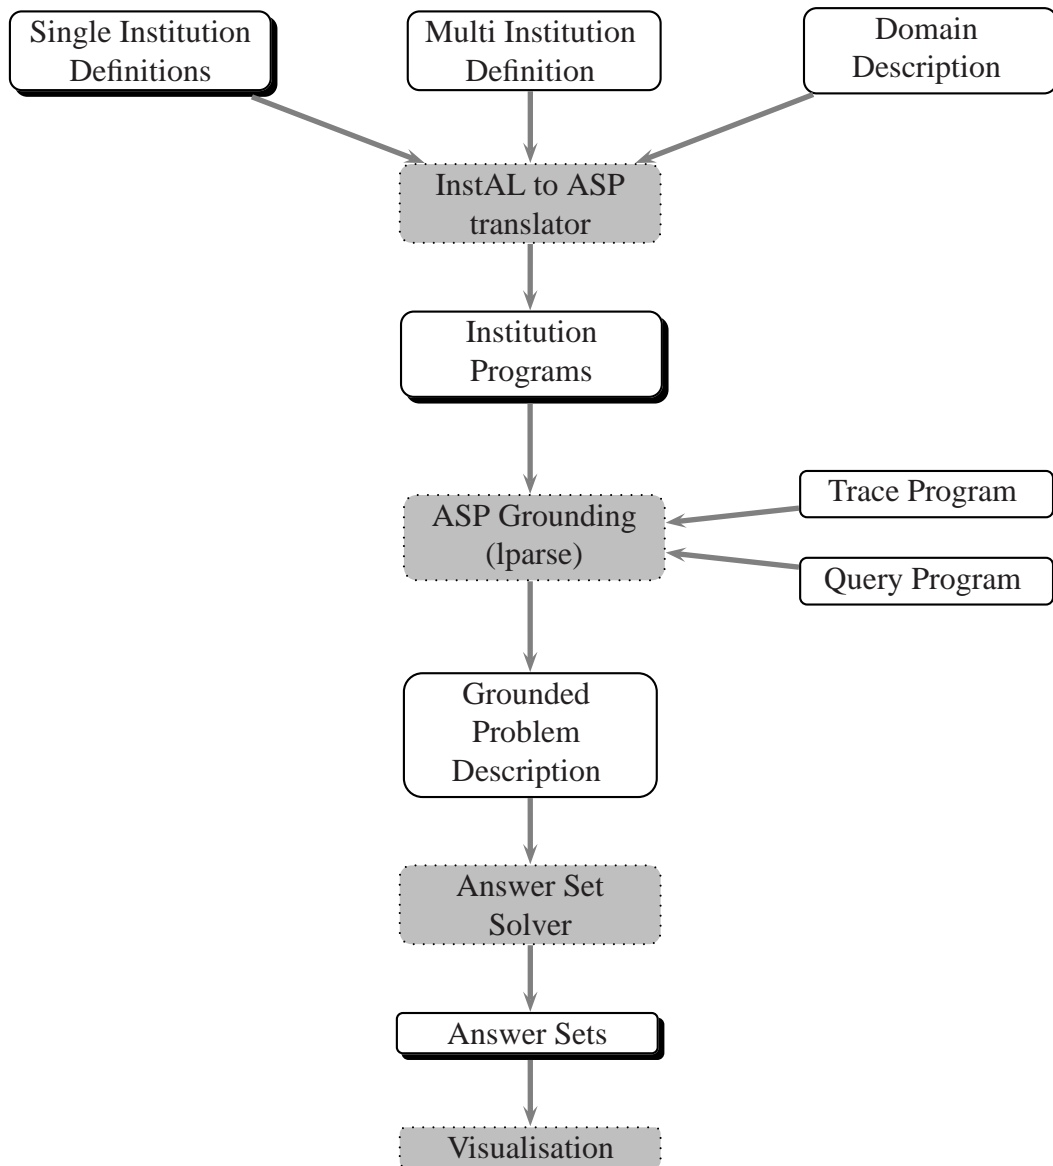 Single Institution
Definitions
Multi Institution
Definition
Domain
Description
InstAL to ASP
translator
Institution
Programs
ASP Grounding
(lparse)
Trace Program
Query Program
Grounded
Problem
Description
Answer Set
Solver
Answer Sets
Visualisation